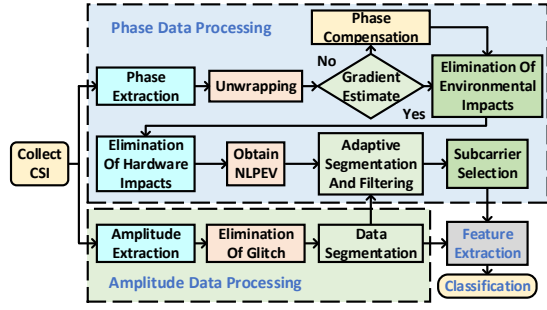 Phase Data Processing
Phase
Compensation
No
Phase
Extraction
Unwrapping
Gradient
Estimate
Elimination Of
Environmental
Impacts
Yes
Collect
CSI
Elimination
Of Hardware
Impacts
Obtain
NLPEV
Adaptive
Segmentation
And Filtering
Subcarrier
Selection
Amplitude
Extraction
Elimination
Of Glitch
Data
Segmentation
Feature
Extraction
Amplitude Data Processing
Classification